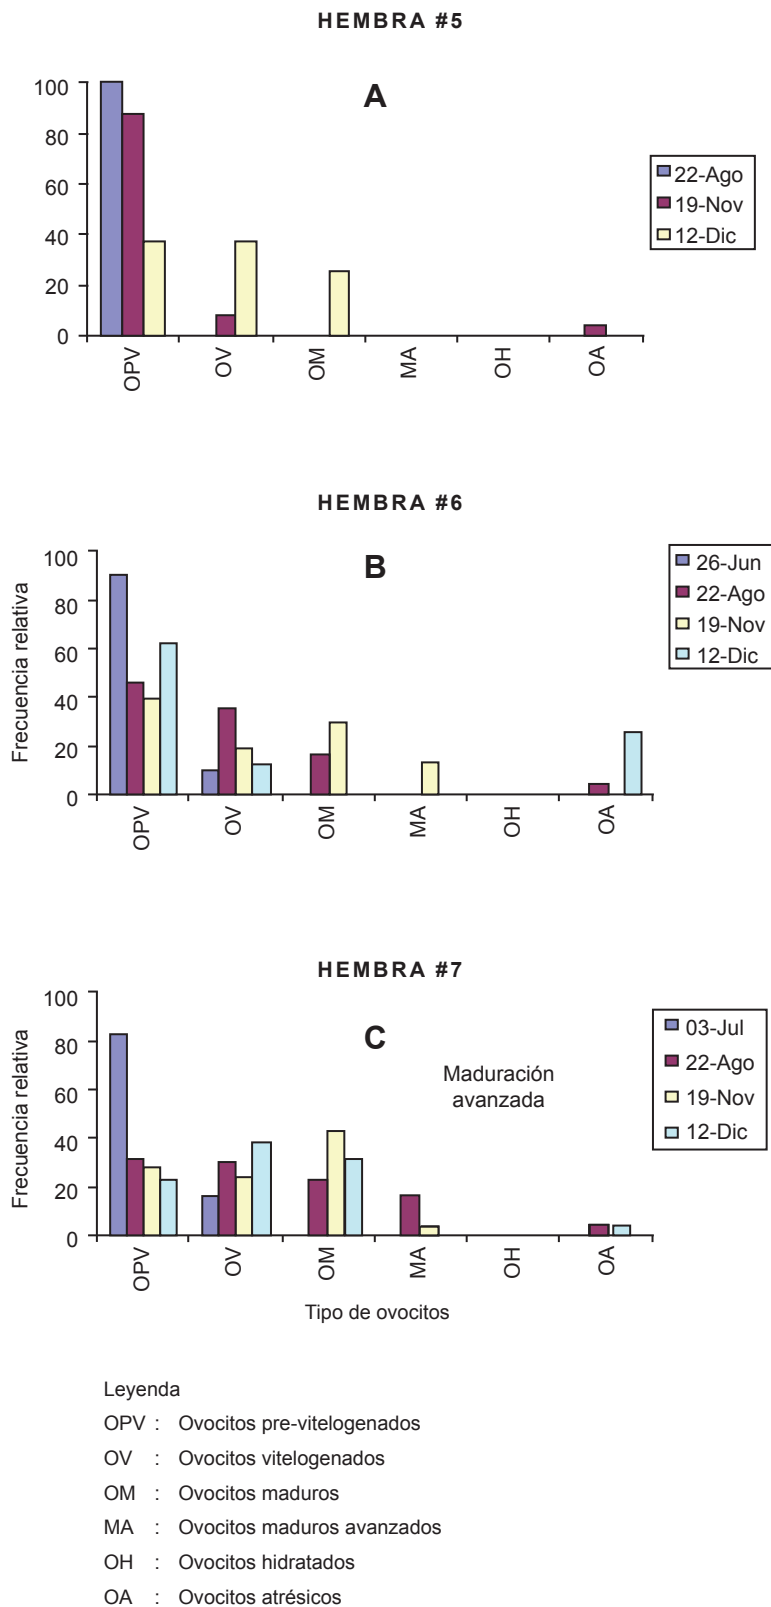 HEMBRA #5
A
100
80
60
40
20
0
OPV
OV
OM
MA
OH
OA
22-Ago
19-Nov
12-Dic
HEMBRA #6
B
Frecuencia relativa
100
80
60
40
20
0
OPV
OV
OM
MA
OH
OA
26-Jun
22-Ago
19-Nov
12-Dic
HEMBRA #7
C
Maduración
avanzada
Frecuencia relativa
100
80
60
40
20
0
OPV
OV
OM
MA
OH
OA
Tipo de ovocitos
03-Jul
22-Ago
19-Nov
12-Dic
Leyenda
OPV : Ovocitos pre-vitelogenados
OV : Ovocitos vitelogenados
OM : Ovocitos maduros
MA : Ovocitos maduros avanzados
OH : Ovocitos hidratados
OA : Ovocitos atrésicos